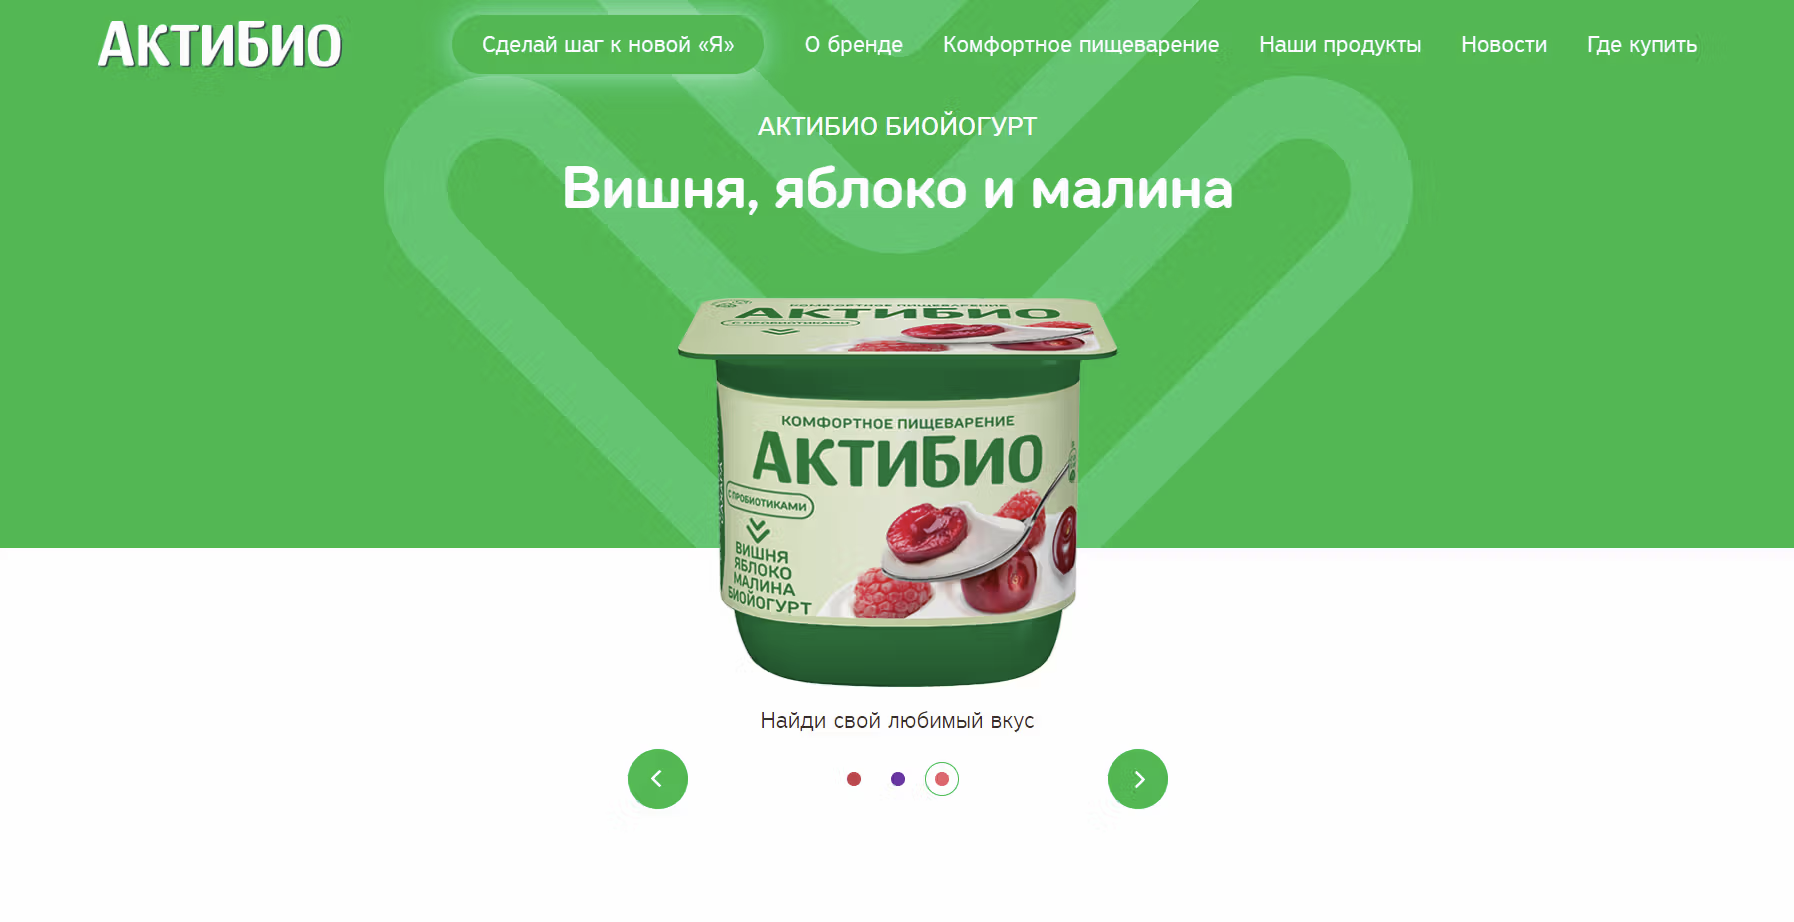 АКТИБИО
Сделай шаг к новой «Я»
О бренде
Комфортное пищеварение
Наши продукты
Новости
Где купить
АКТИБИО БИОЙОГУРТ
Вишня, яблоко и малина
КОМФОРТНОЕ ПИЩЕВАРЕНИЕ
АКТИБИО
С ПРОБИОТИКАМИ
КОМФОРТНОЕ ПИЩЕВАРЕНИЕ
АКТИБИО
С ПРОБИОТИКАМИ
ВИШНЯ
ЯБЛОКО
МАЛИНА
БИОЙОГУРТ
Найди свой любимый вкус